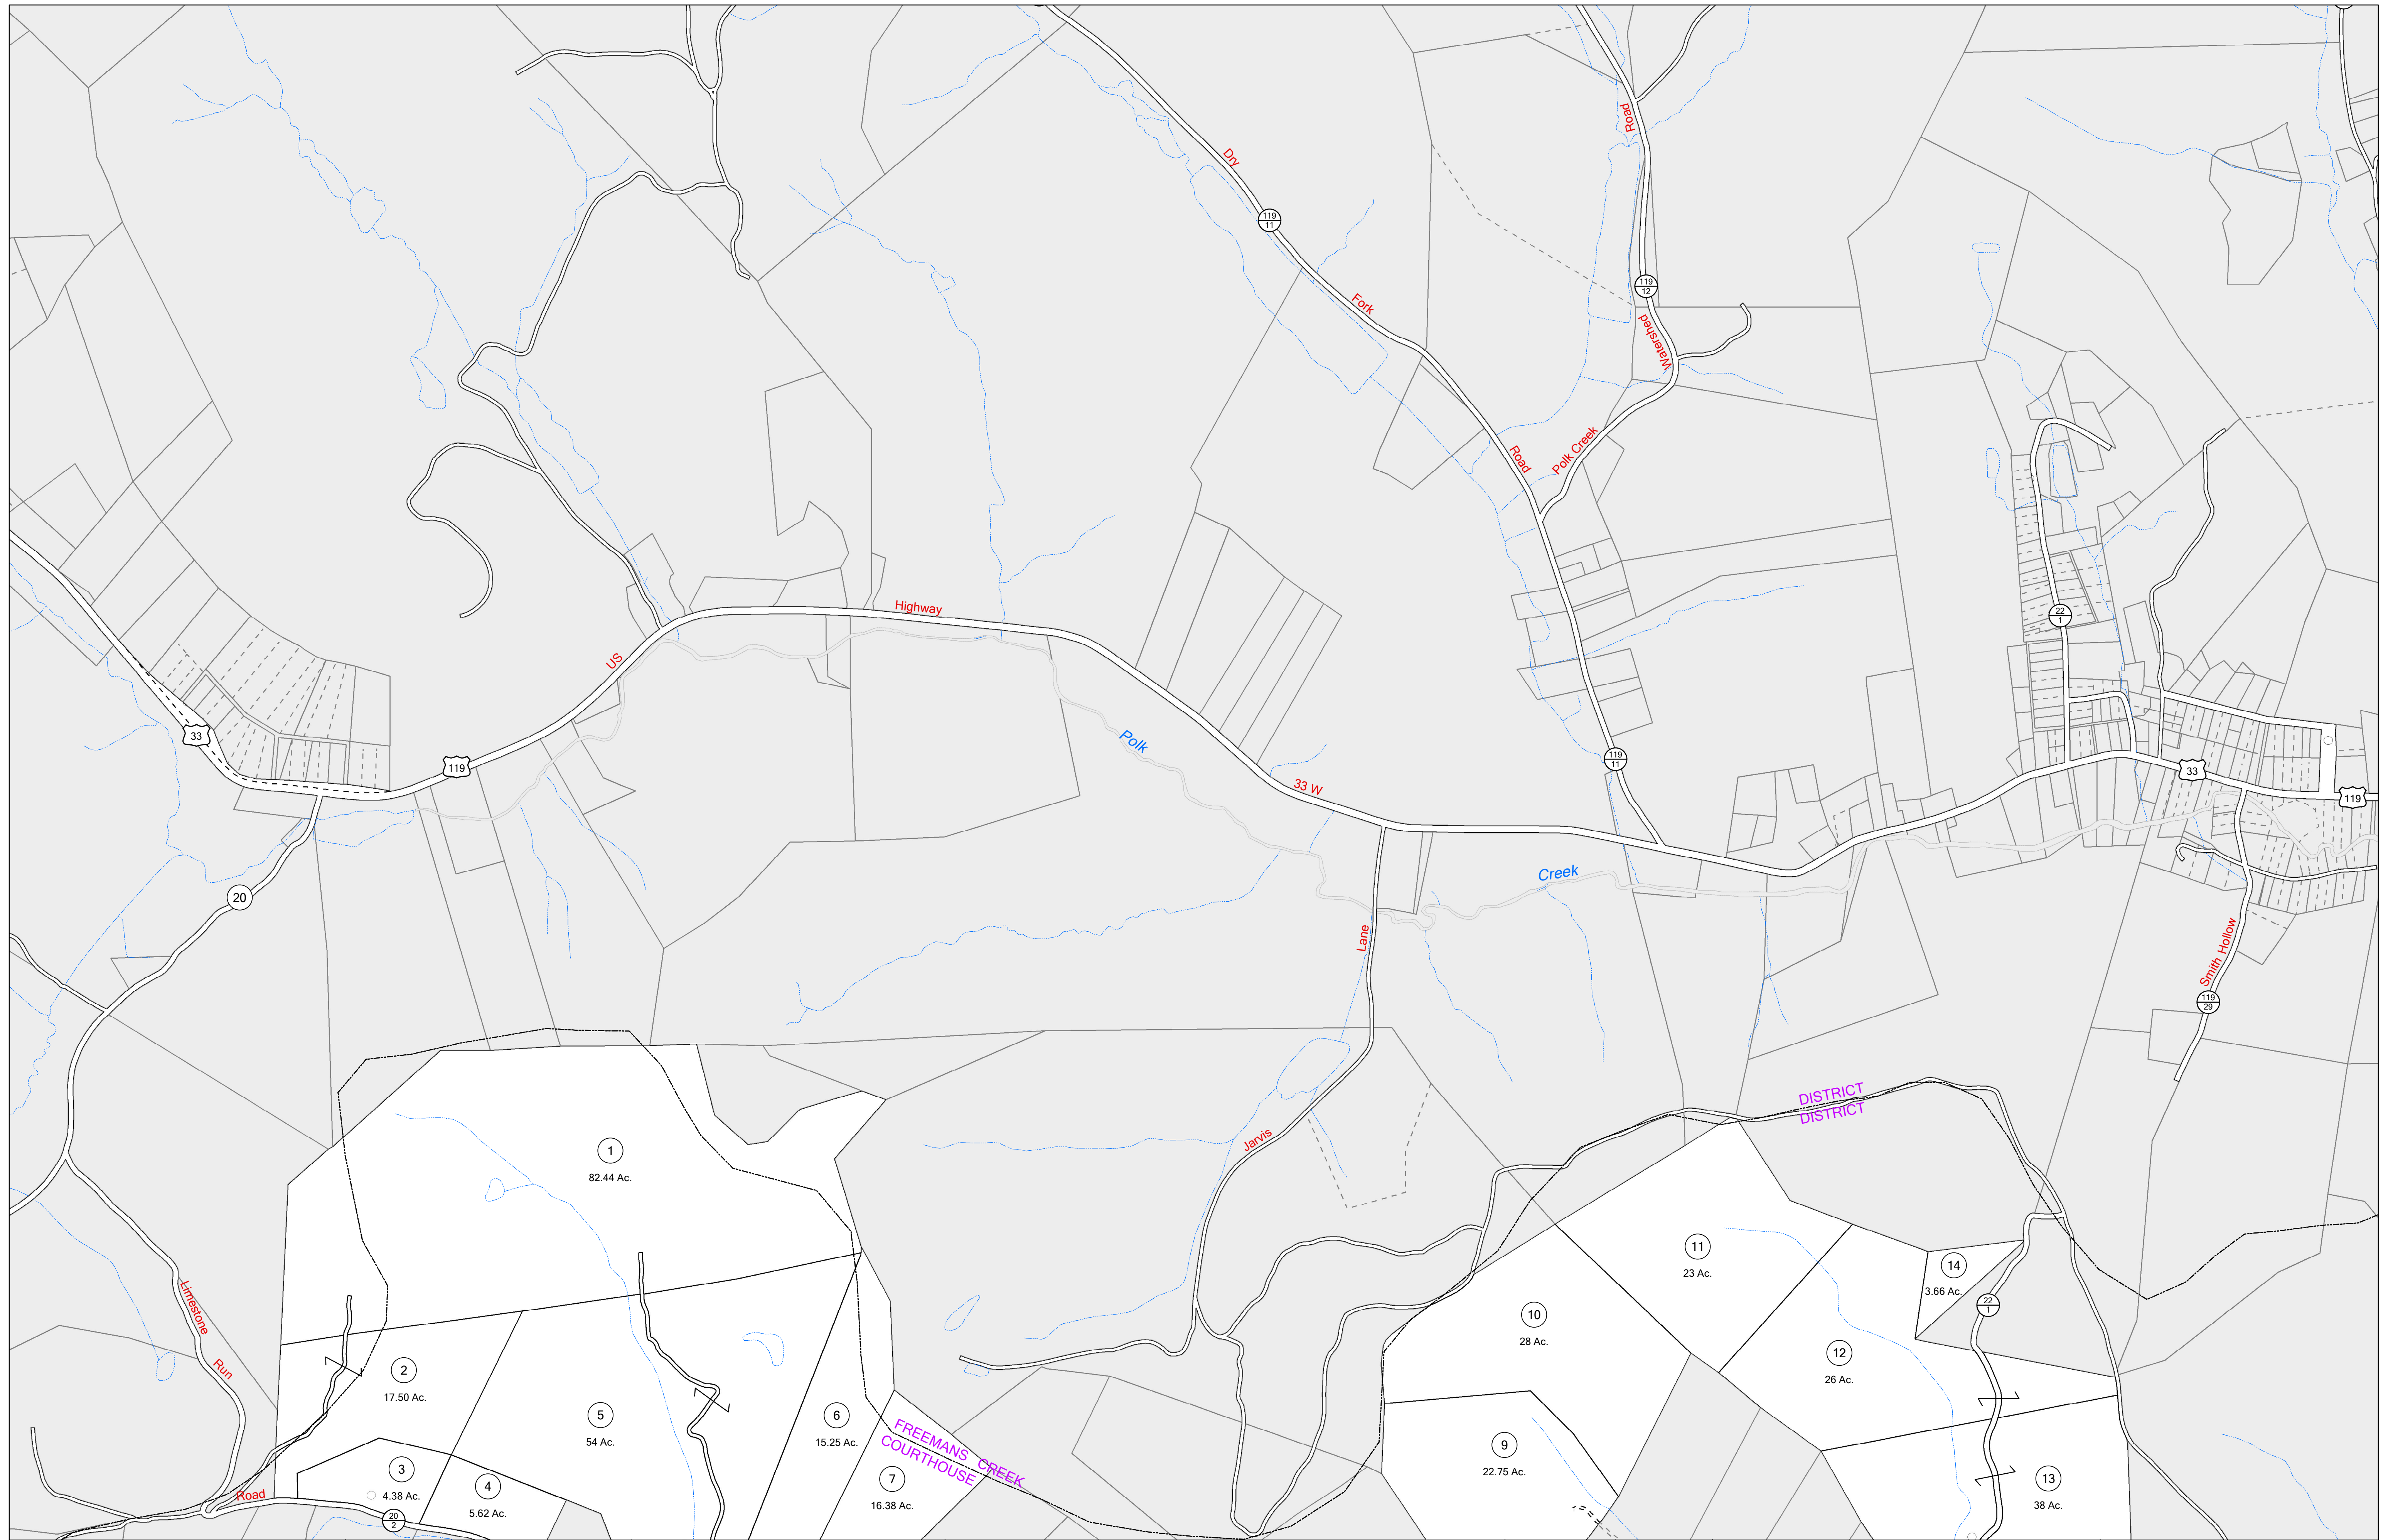 Road
Dry
119
11
Fork
119
12
Watershed
Polk Creek
Road
Highway
22
1
US
33
119
Polk
33 W
119
11
33
119
Creek
20
Lane
Smith Hollow
119
29
DISTRICT
DISTRICT
Jarvis
1
82.44 Ac.
11
23 Ac.
14
3.66 Ac.
22
1
Limestone
10
28 Ac.
12
26 Ac.
Run
2
17.50 Ac.
5
54 Ac.
6
15.25 Ac.
FREEMANS CREEK
COURTHOUSE
9
22.75 Ac.
3
4.38 Ac.
4
5.62 Ac.
7
16.38 Ac.
13
38 Ac.
Road
20
2